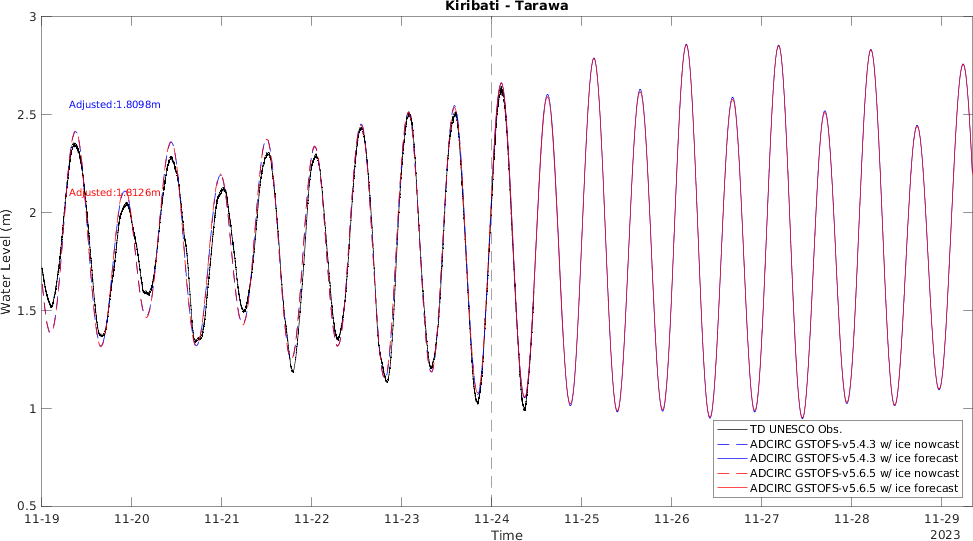 Kiribati - Tarawa
3
2.5
2
1.5
1
0.5
Water Level (m)
Adjusted:1.8098m
Adjusted:1.8126m
TD UNESCO Obs.
ADCIRC GSTOFS-v5.4.3 w/ ice nowcast
ADCIRC GSTOFS-v5.4.3 w/ ice forecast
ADCIRC GSTOFS-v5.6.5 w/ ice nowcast
ADCIRC GSTOFS-v5.6.5 w/ ice forecast
11-19 11-20 11-21 11-22 11-23 11-24 11-25 11-26 11-27 11-28 11-29
Time
2023